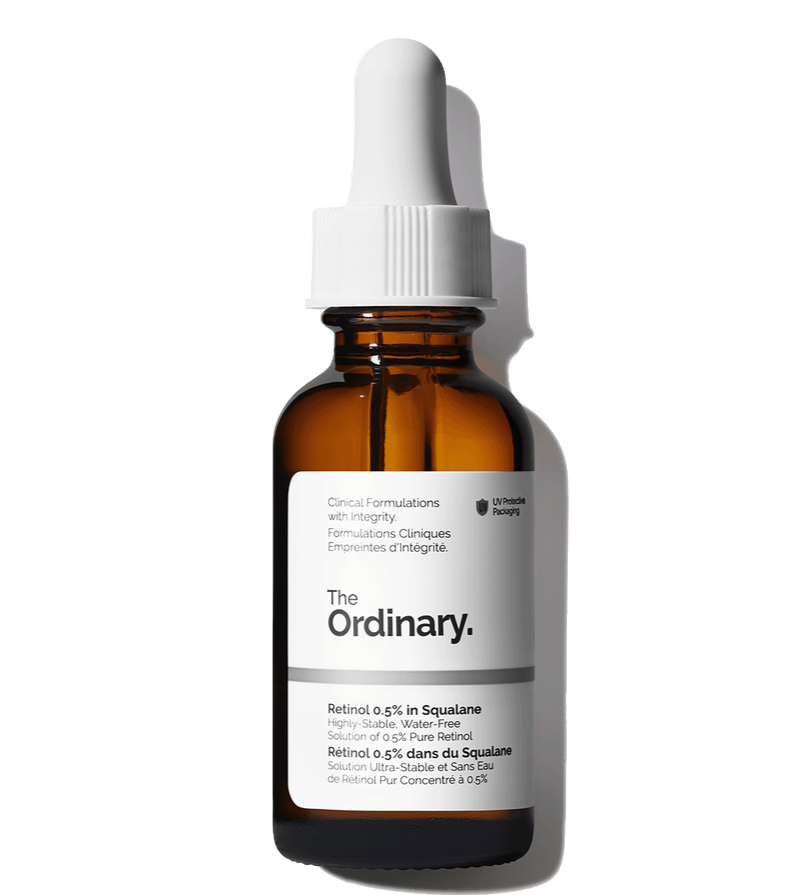 Clinical Formulations
with Integrity.
Formulations Cliniques
Empreintes d'Intégrité.
UV Protective
Packaging
The
Ordinary.
Retinol 0.5% in Squalane
Highly-Stable, Water-Free
Solution of 0.5% Pure Retinol
Rétinol 0.5% dans du Squalane
Solution Ultra-Stable et Sans Eau
de Rétinol Pur Concentré à 0.5%